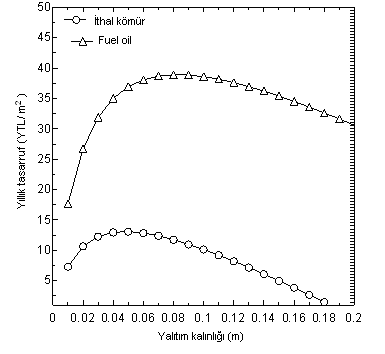 50
45
40
35
30
25
20
15
10
5
İthal kömür
Fuel oil
Yıllık tasarruf (YTL/ m²)
0 0.02 0.04 0.06 0.08 0.1 0.12 0.14 0.16 0.18 0.2
Yalıtım kalınlığı (m)